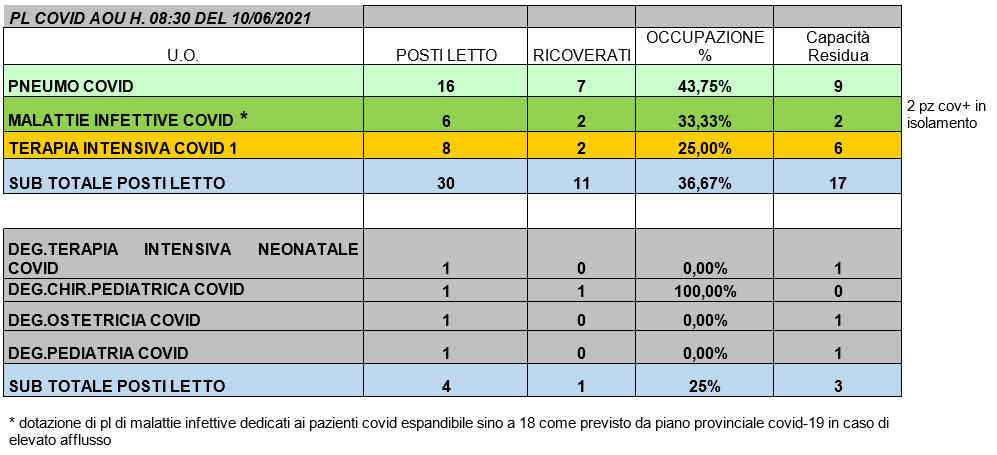 PL COVID AOU H. 08:30 DEL 10/06/2021
U.O. POSTI LETTO RICOVERATI OCCUPAZIONE % Capacità Residua
PNEUMO COVID 16 7 43,75% 9
MALATTIE INFETTIVE COVID * 6 2 33,33% 2
2 pz cov+ in
isolamento
TERAPIA INTENSIVA COVID 1 8 2 25,00% 6
SUB TOTALE POSTI LETTO 30 11 36,67% 17
DEG.TERAPIA INTENSIVA NEONATALE
COVID 1 0 0,00% 1
DEG.CHIR.PEDIATRICA COVID 1 1 100,00% 0
DEG.OSTETRICIA COVID 1 0 0,00% 1
DEG.PEDIATRIA COVID 1 0 0,00% 1
SUB TOTALE POSTI LETTO 4 1 25% 3
* dotazione di pl di malattie infettive dedicati ai pazienti covid espandibile sino a 18 come previsto da piano provinciale covid-19 in caso di
elevato afflusso